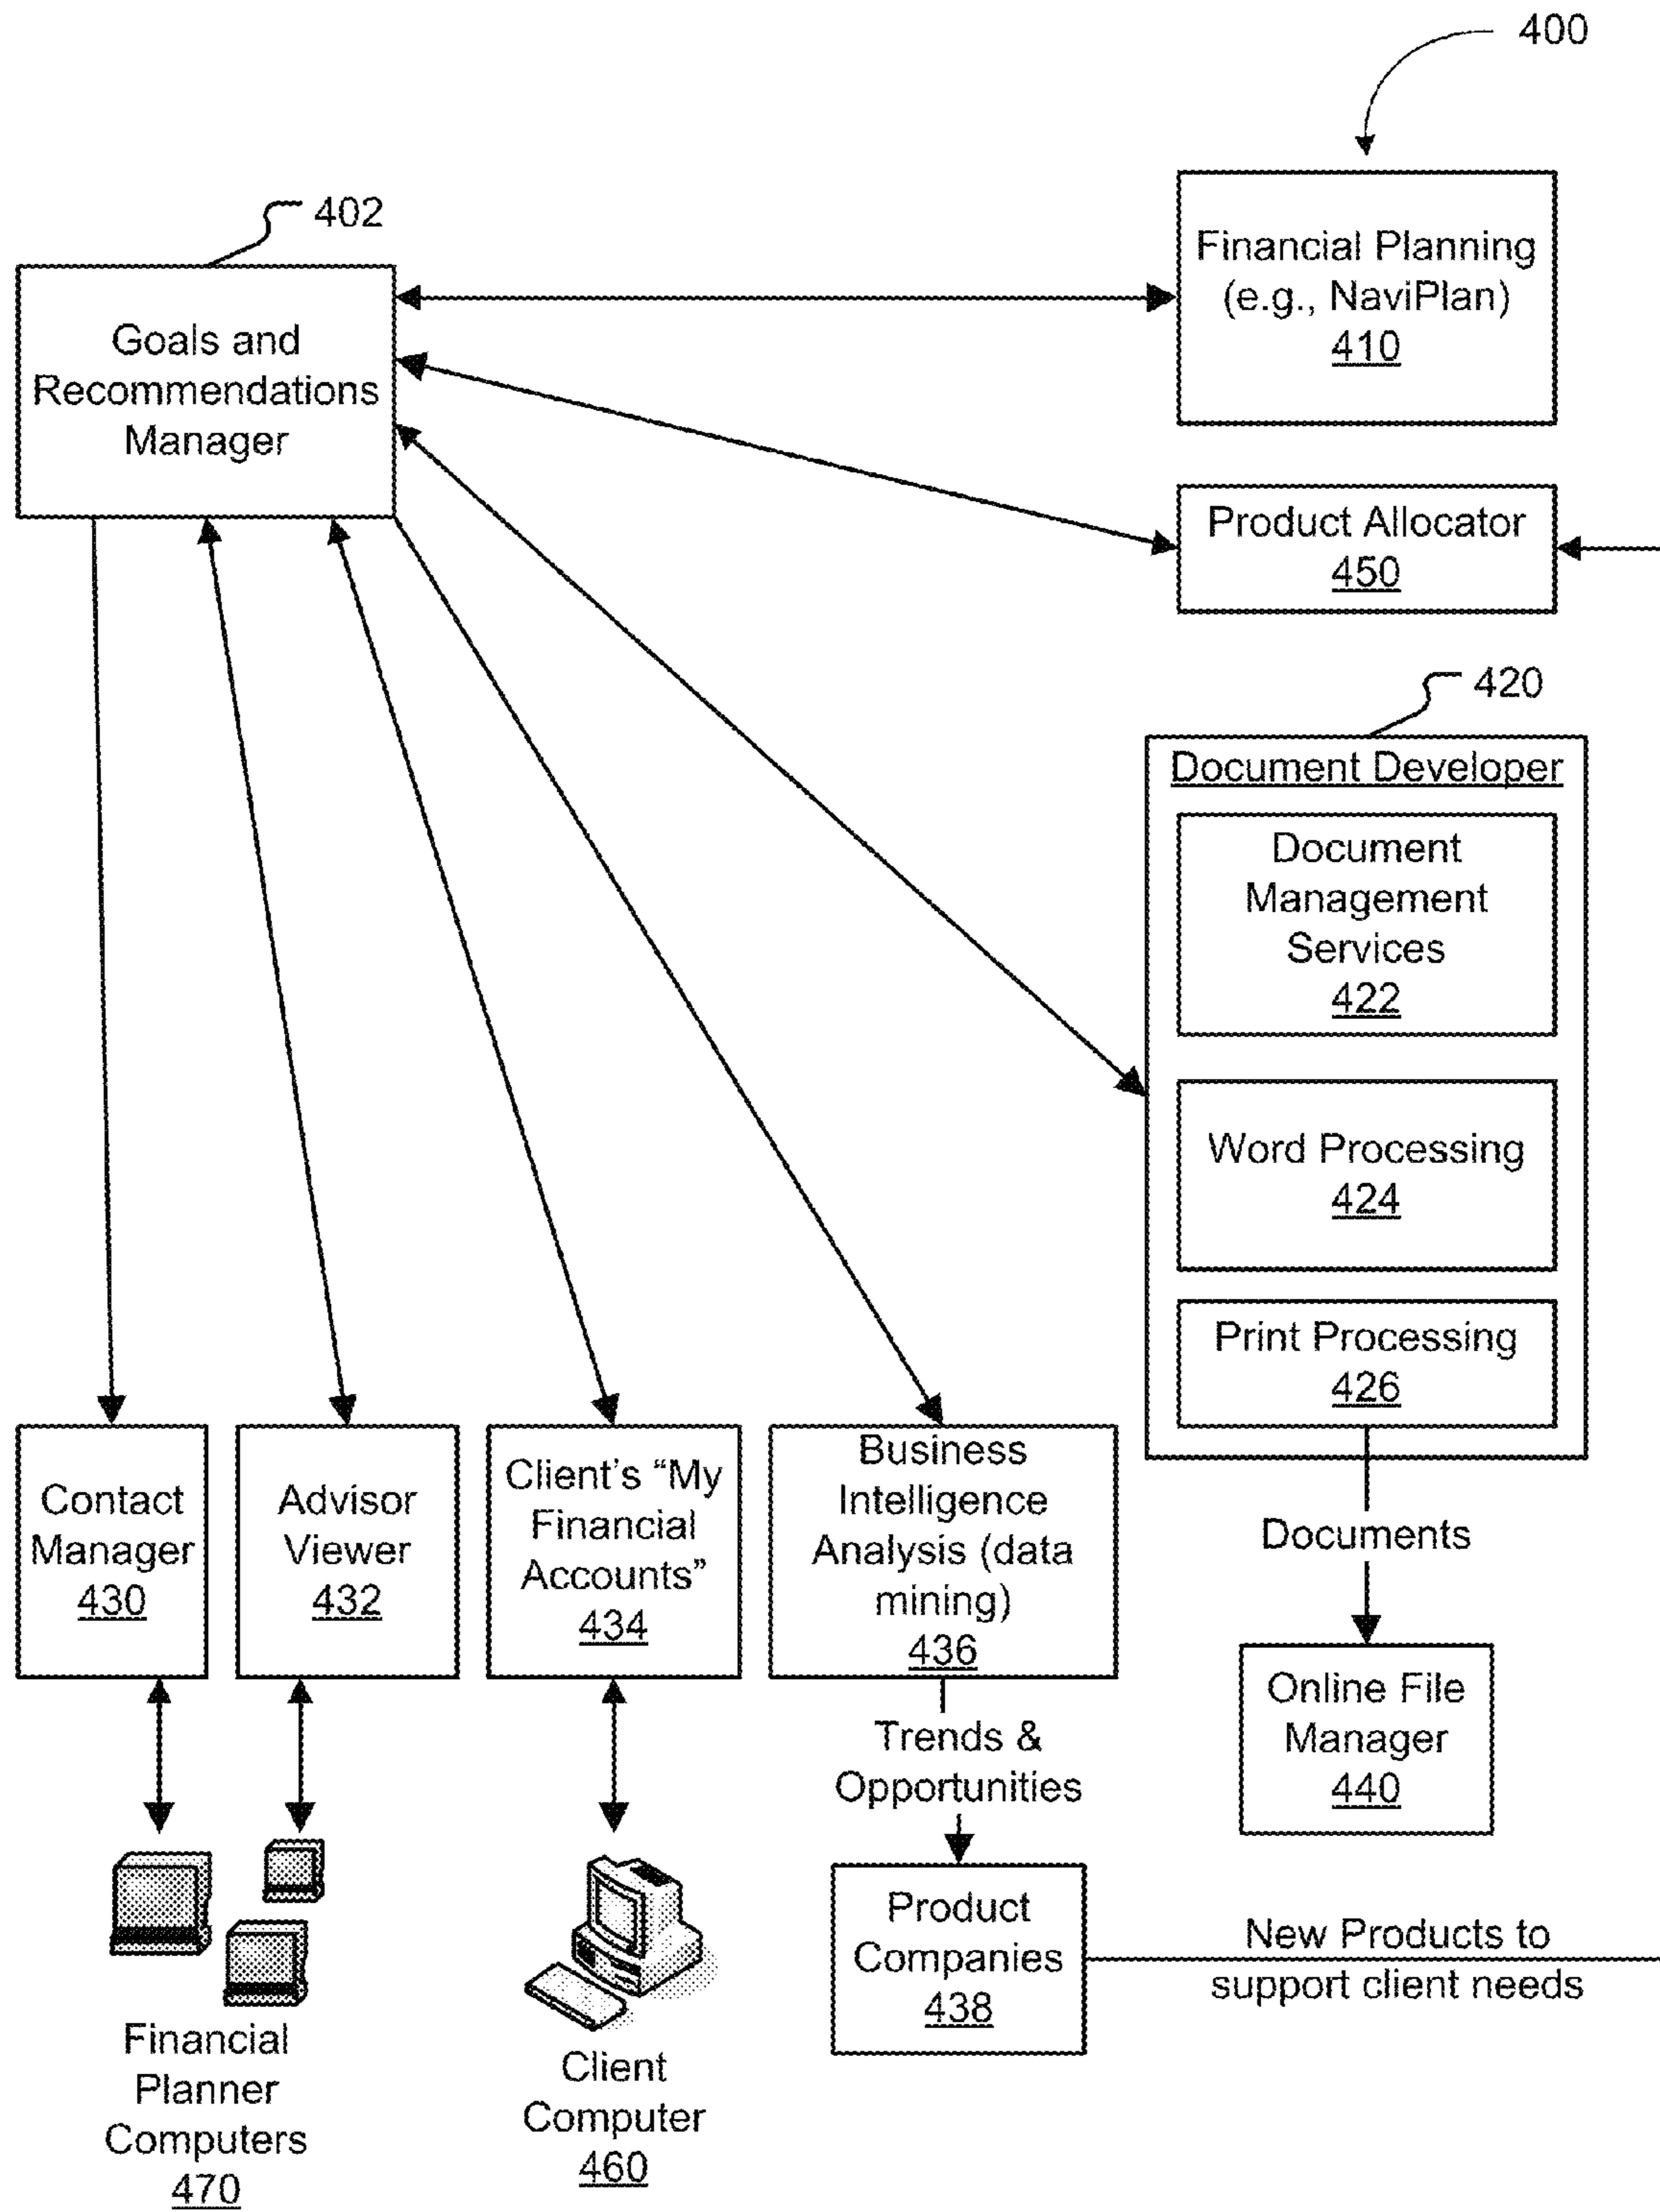 400
402
Goals and
Recommendations
Manager
Financial Planning
(e.g., NaviPlan)
410
Product Allocator
450
420
Document Developer
Document
Management
Services
422
Word Processing
424
Print Processing
426
Contact
Manager
430
Advisor
Viewer
432
Client's “My
Financial
Accounts”
434
Business
Intelligence
Analysis (data
mining)
436
Documents
Online File
Manager
440
Trends &
Opportunities
Product
Companies
438
New Products to
support client needs
Financial
Planner
Computers
470
Client
Computer
460